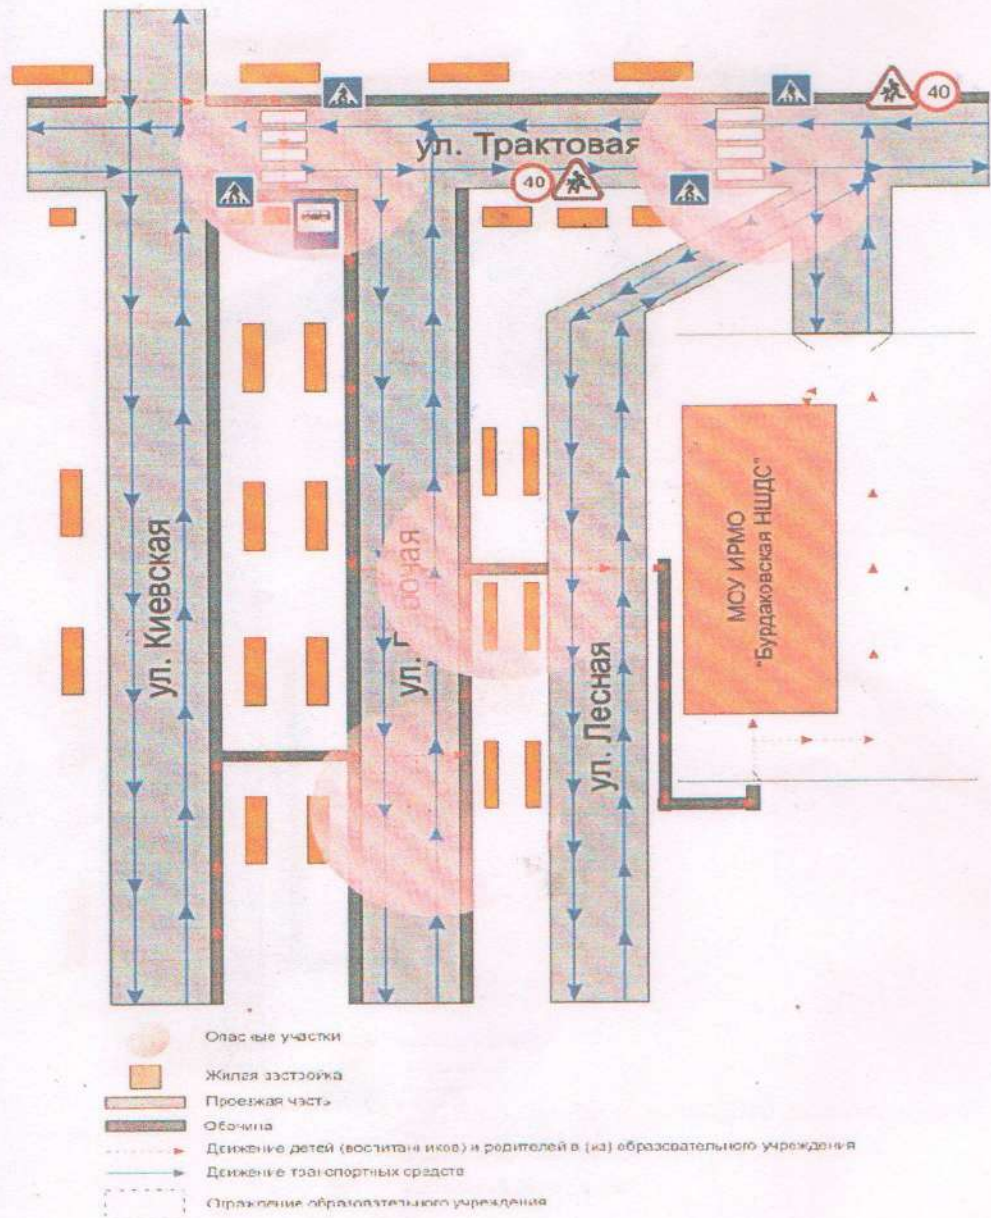 40
ул. Трактовая
40
ул. Киевская
ул.
ул. Лесная
МОУ ИРМО
"Бурдаковская НШДС"
Опасные участки
Жилая застройка
Проезжая часть
Обочина
Движение детей (воспитанников) и родителей в (из) образовательного учреждения
Движение транспортных средств
Ограждение образовательного учреждения